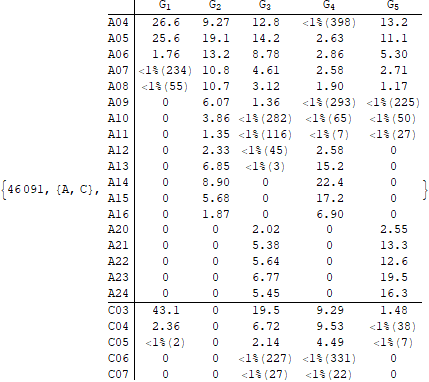 G₁ G₂ G₃ G₄ G₅
A04 26.6 9.27 12.8 <1%(398) 13.2
A05 25.6 19.1 14.2 2.63 11.1
A06 1.76 13.2 8.78 2.86 5.30
A07 <1%(234) 10.8 4.61 2.58 2.71
A08 <1%(55) 10.7 3.12 1.90 1.17
A09 0 6.07 1.36 <1%(293) <1%(225)
A10 0 3.86 <1%(282) <1%(65) <1%(50)
A11 0 1.35 <1%(116) <1%(7) <1%(27)
A12 0 2.33 <1%(45) 2.58 0
A13 0 6.85 <1%(3) 15.2 0
A14 0 8.90 0 22.4 0
{46091, {A, C}, A15 0 5.68 0 17.2 0 }
A16 0 1.87 0 6.90 0
A20 0 0 2.02 0 2.55
A21 0 0 5.38 0 13.3
A22 0 0 5.64 0 12.6
A23 0 0 6.77 0 19.5
A24 0 0 5.45 0 16.3
C03 43.1 0 19.5 9.29 1.48
C04 2.36 0 6.72 9.53 <1%(38)
C05 <1%(2) 0 2.14 4.49 <1%(7)
C06 0 0 <1%(227) <1%(331) 0
C07 0 0 <1%(27) <1%(22) 0